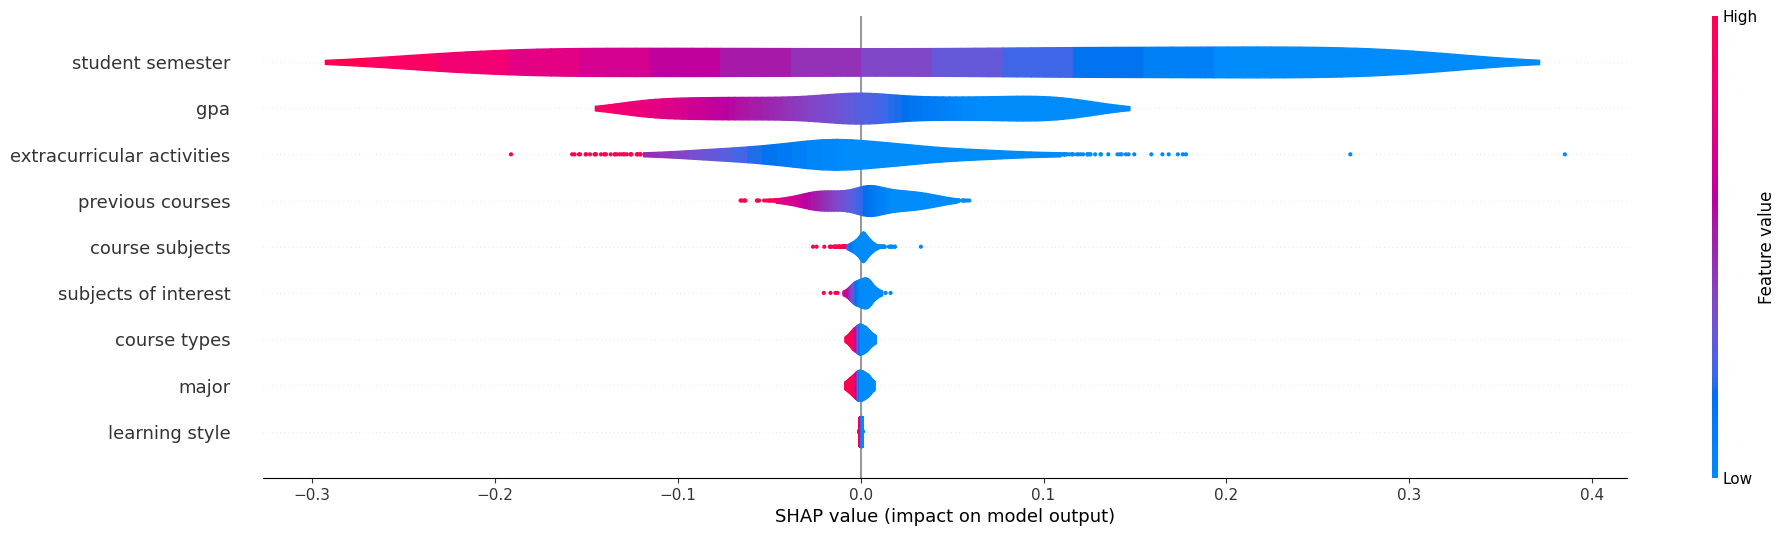 High
student semester
gpa
extracurricular activities
previous courses
course subjects
subjects of interest
course types
major
learning style
Feature value
Low
−0.3 −0.2 −0.1 0.0 0.1 0.2 0.3 0.4
SHAP value (impact on model output)